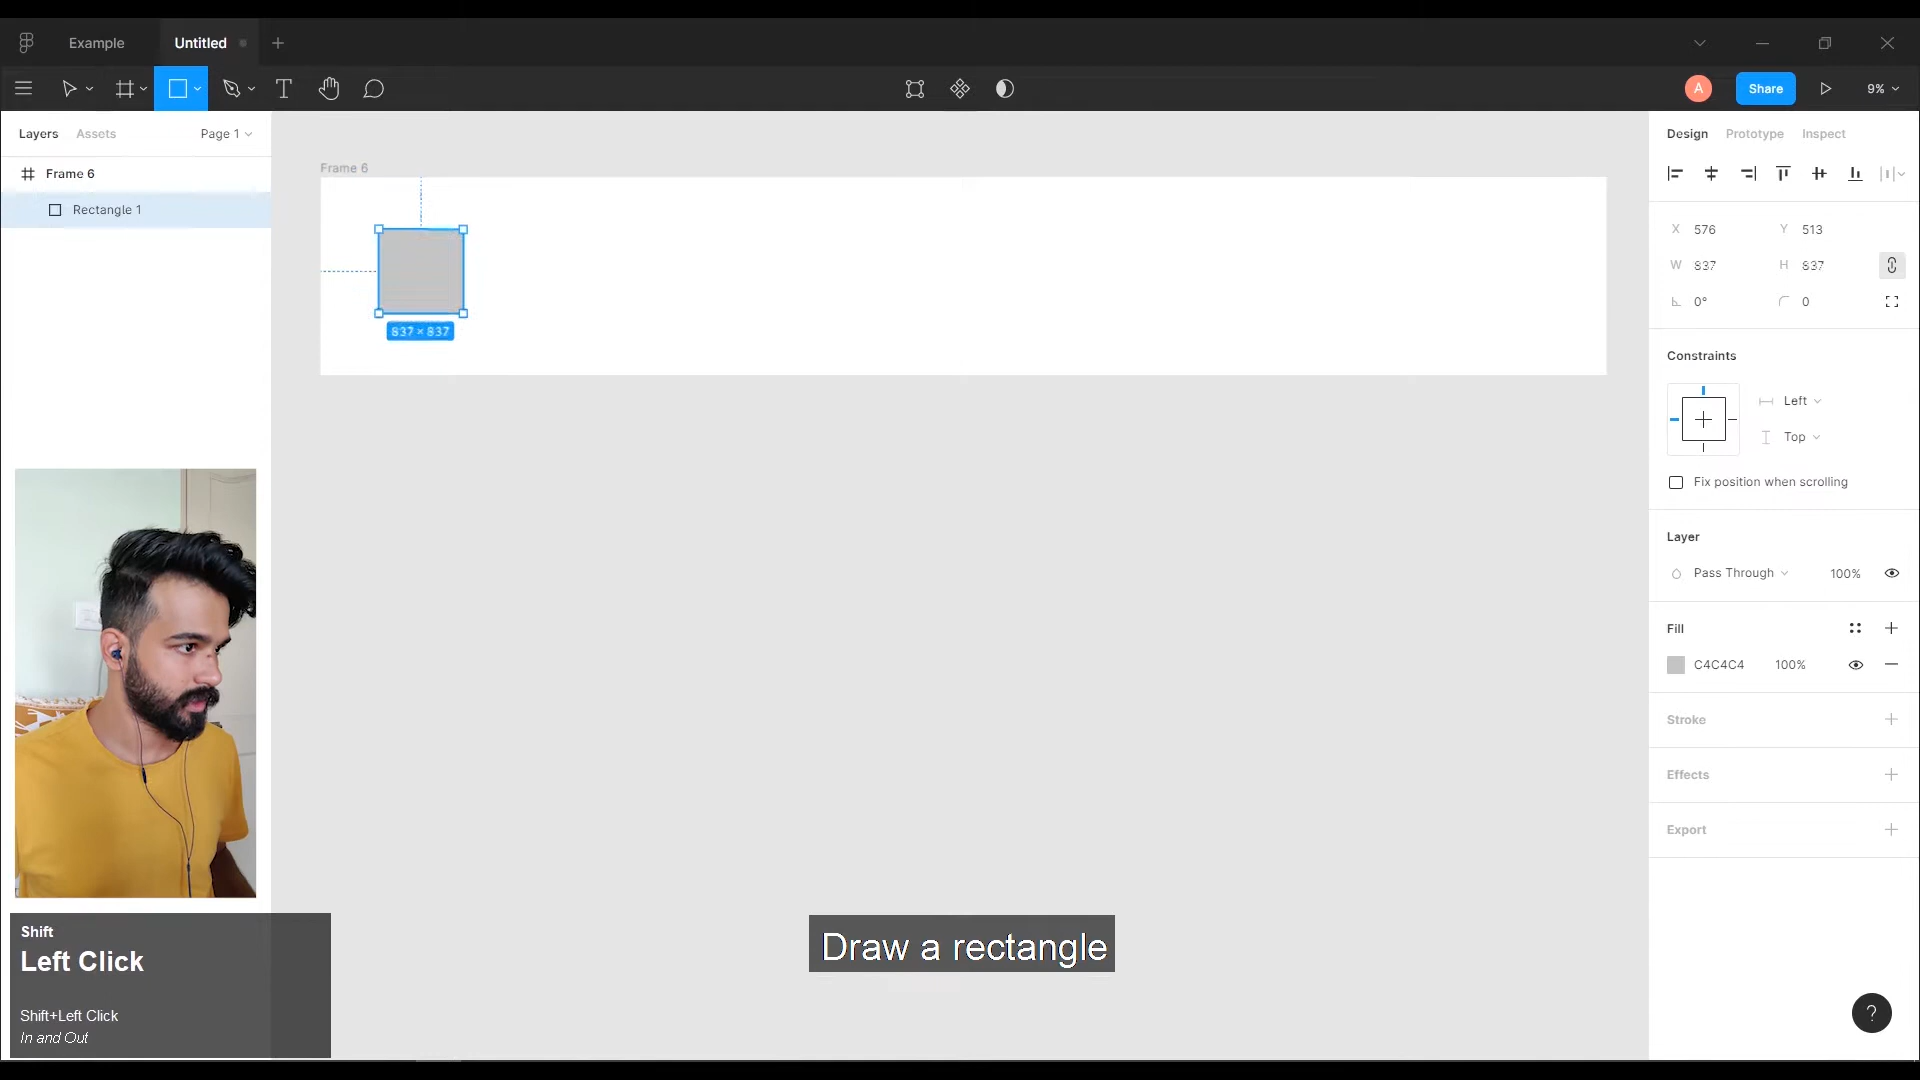 Example
Untitled
A
Share
9%
Layers
Assets
Page 1
Design
Prototype
Inspect
Frame 6
Frame 6
Rectangle 1
837 × 837
X 576
Y 513
W 837
H 837
0°
0
Constraints
Left
Top
Fix position when scrolling
Layer
Pass Through
100%
Fill
C4C4C4
100%
Stroke
Effects
Export
Shift
Left Click
Shift+Left Click
In and Out
Draw a rectangle
?